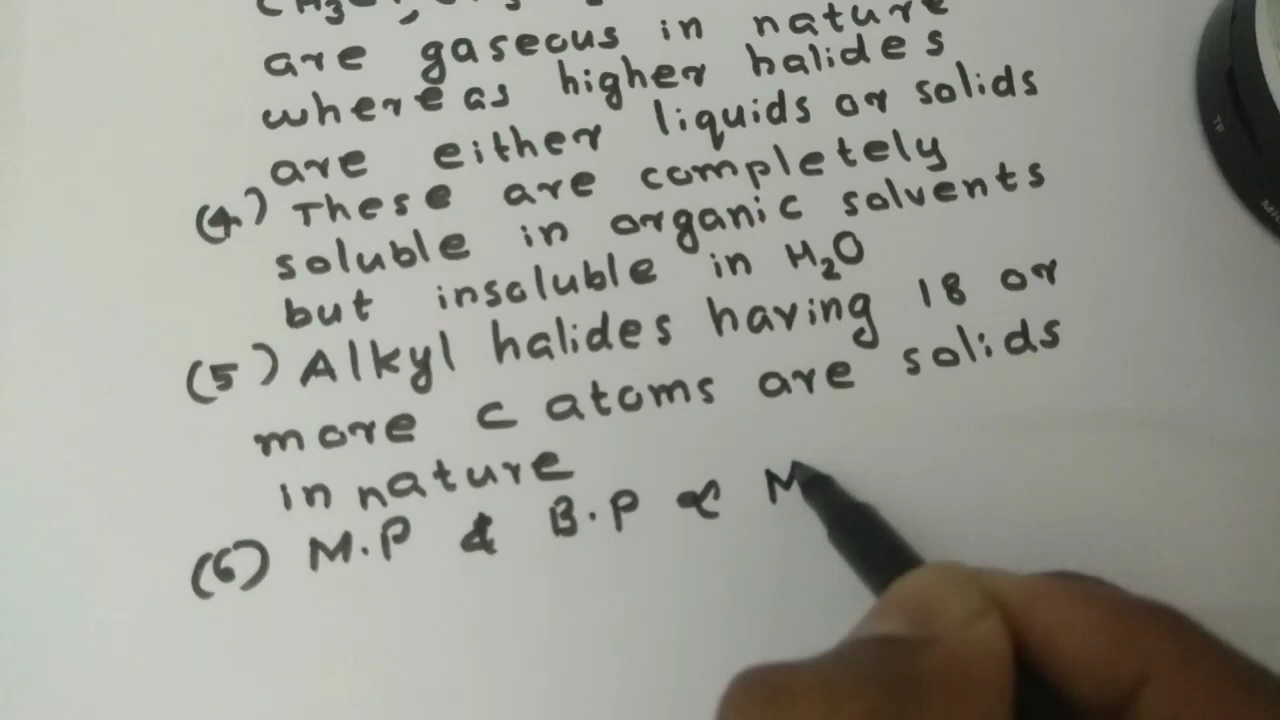 CH3
are gaseous in nature
whereas higher halides
are either liquids or solids
(4) These are completely
soluble in organic solvents
but insoluble in H2O
(5) Alkyl halides having 18 or
more C atoms are solids
in nature
(6) M.P & B.P ∝ M